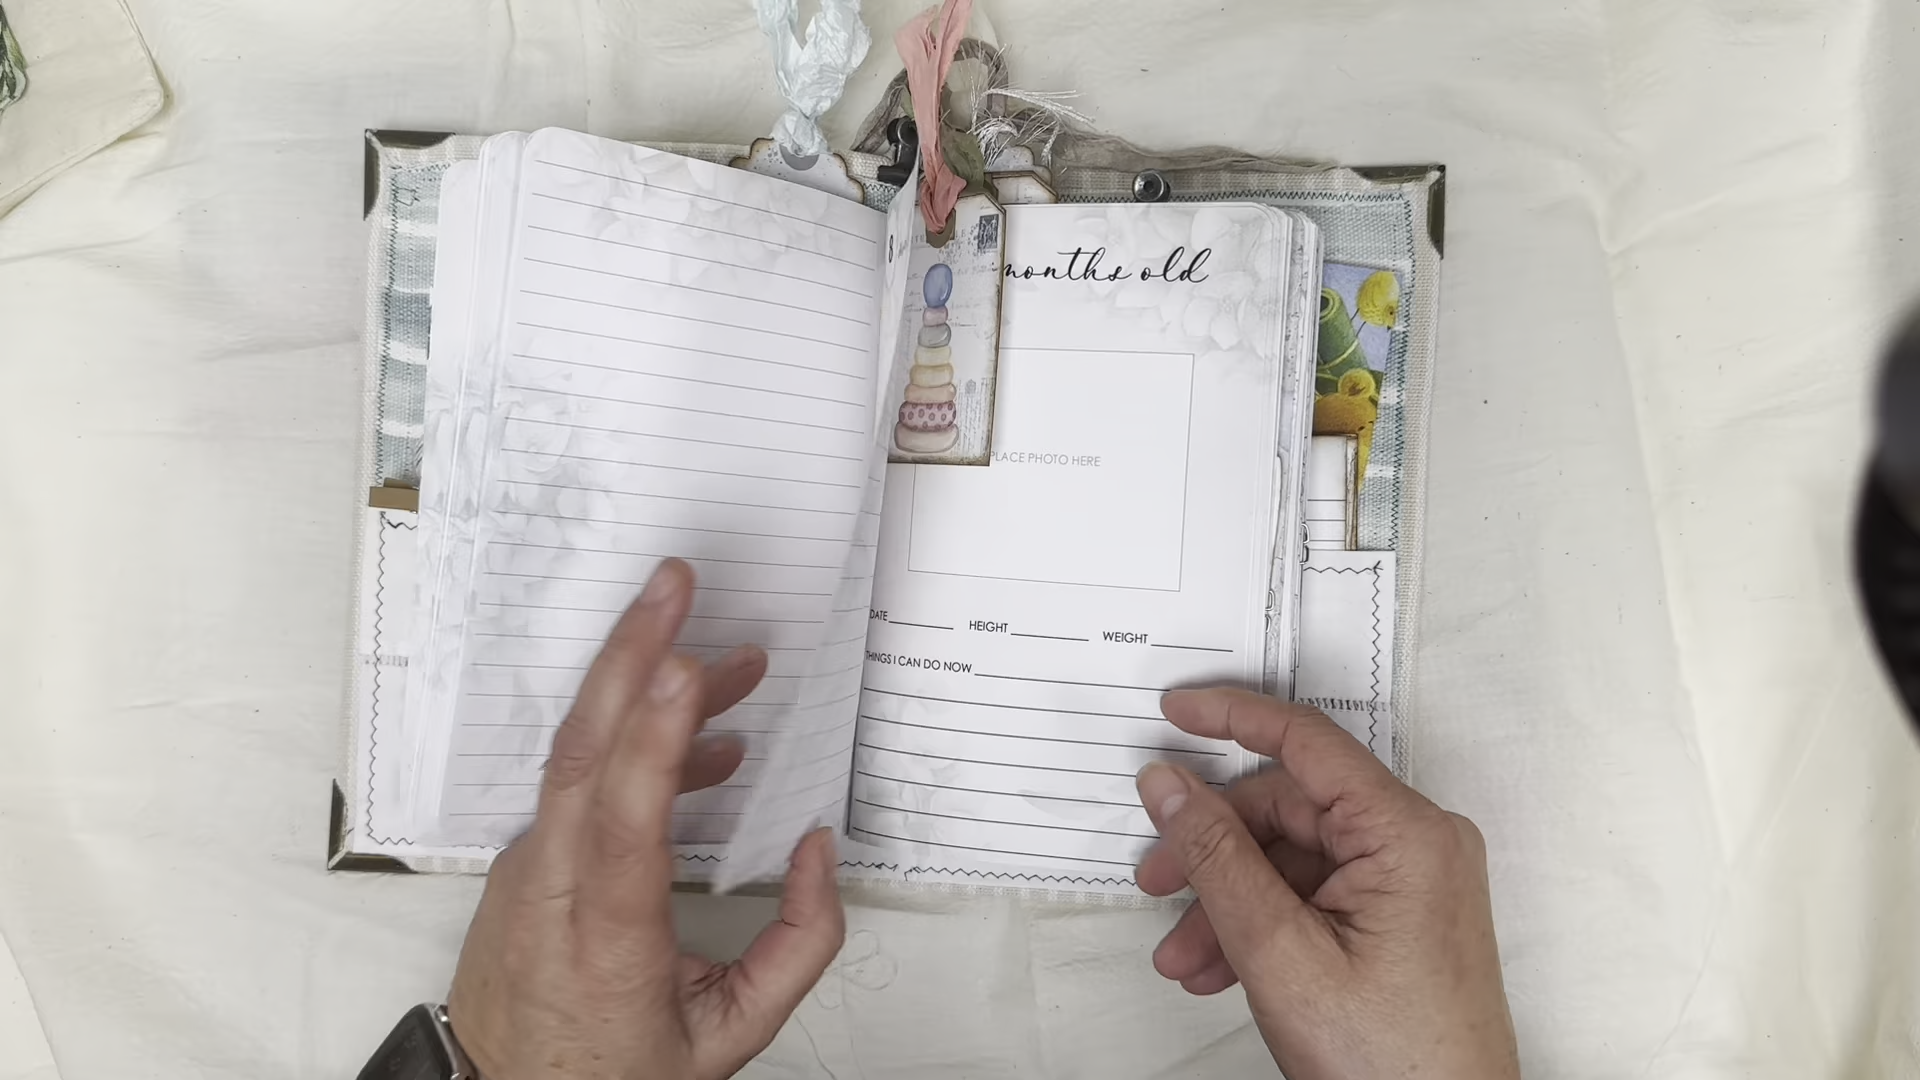 8
months old
PLACE PHOTO HERE
DATE HEIGHT WEIGHT
THINGS I CAN DO NOW